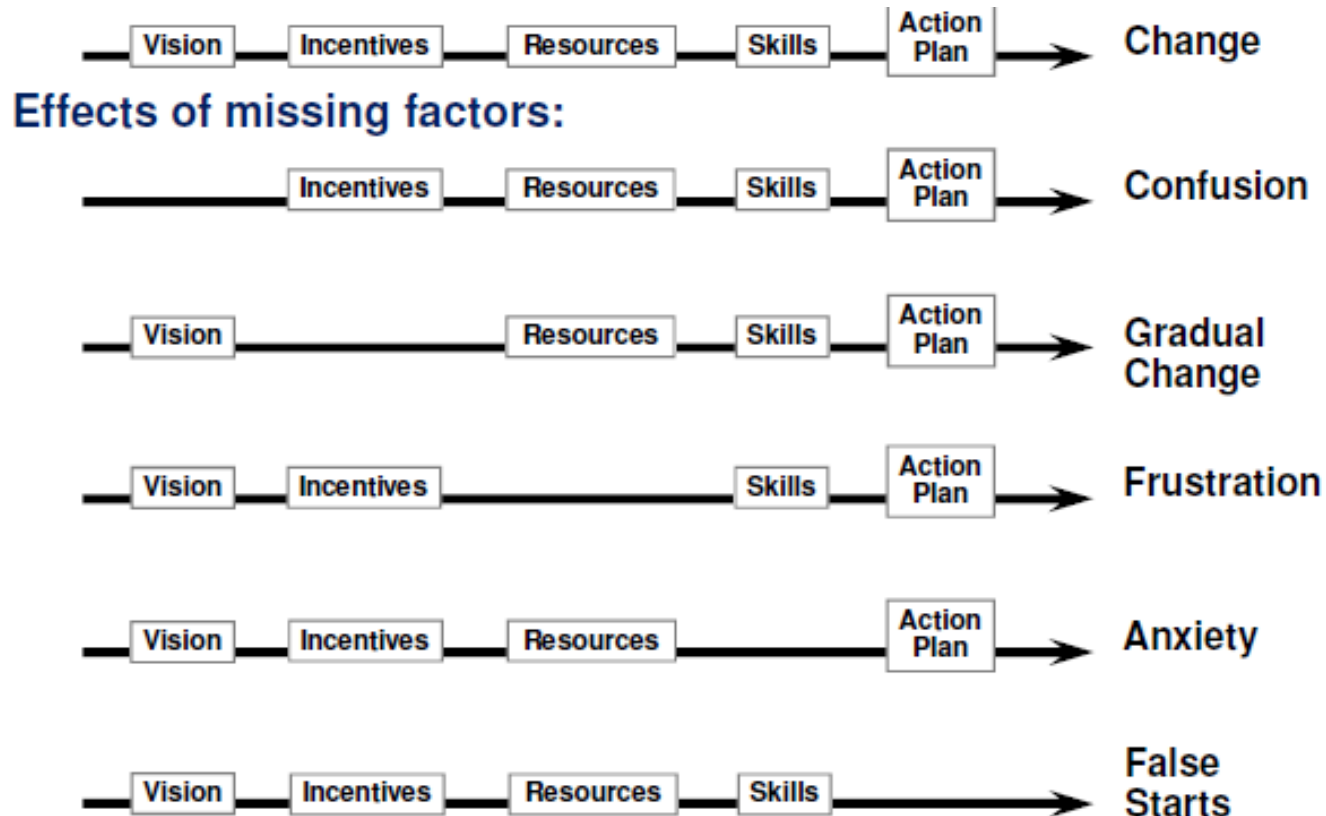 Vision Incentives Resources Skills Action Plan Change
Effects of missing factors:
Incentives Resources Skills Action Plan Confusion
Vision Resources Skills Action Plan Gradual Change
Vision Incentives Skills Action Plan Frustration
Vision Incentives Resources Action Plan Anxiety
Vision Incentives Resources Skills False Starts